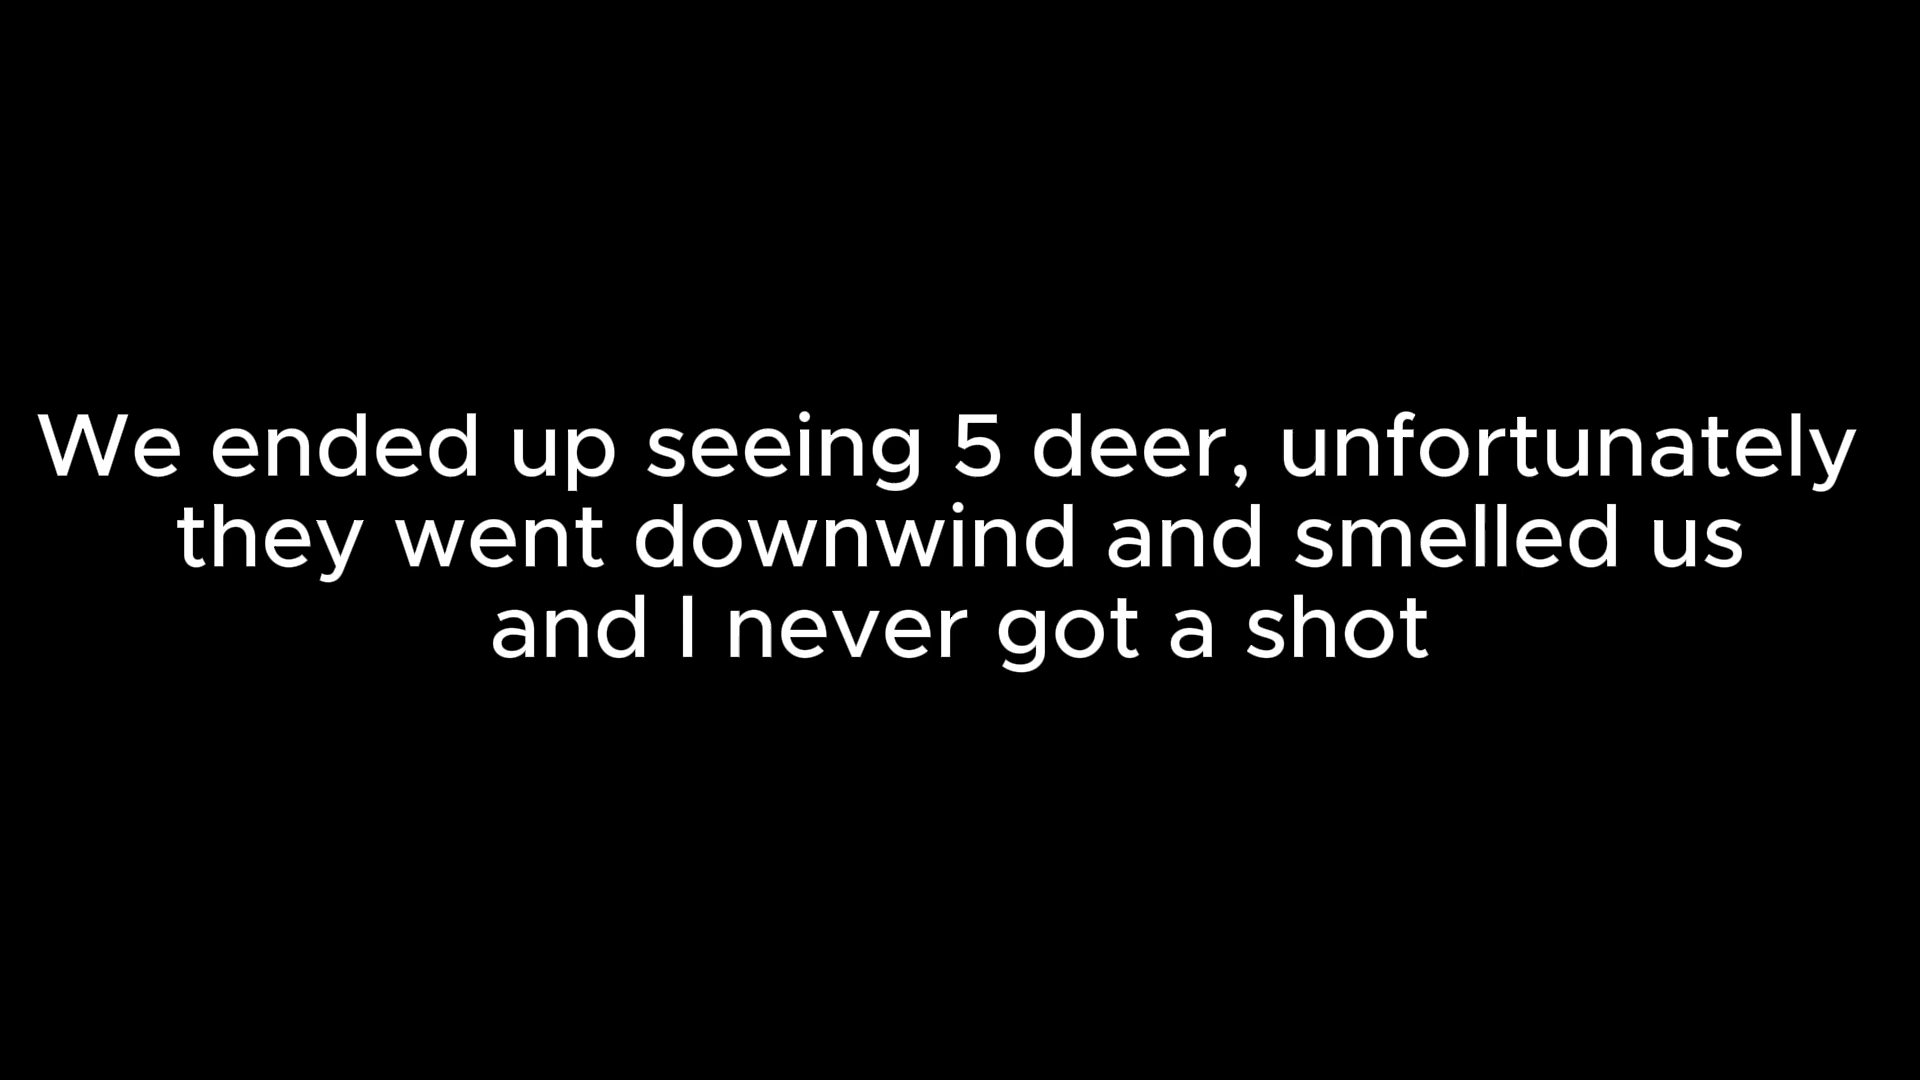 We ended up seeing 5 deer, unfortunately
they went downwind and smelled us
and I never got a shot